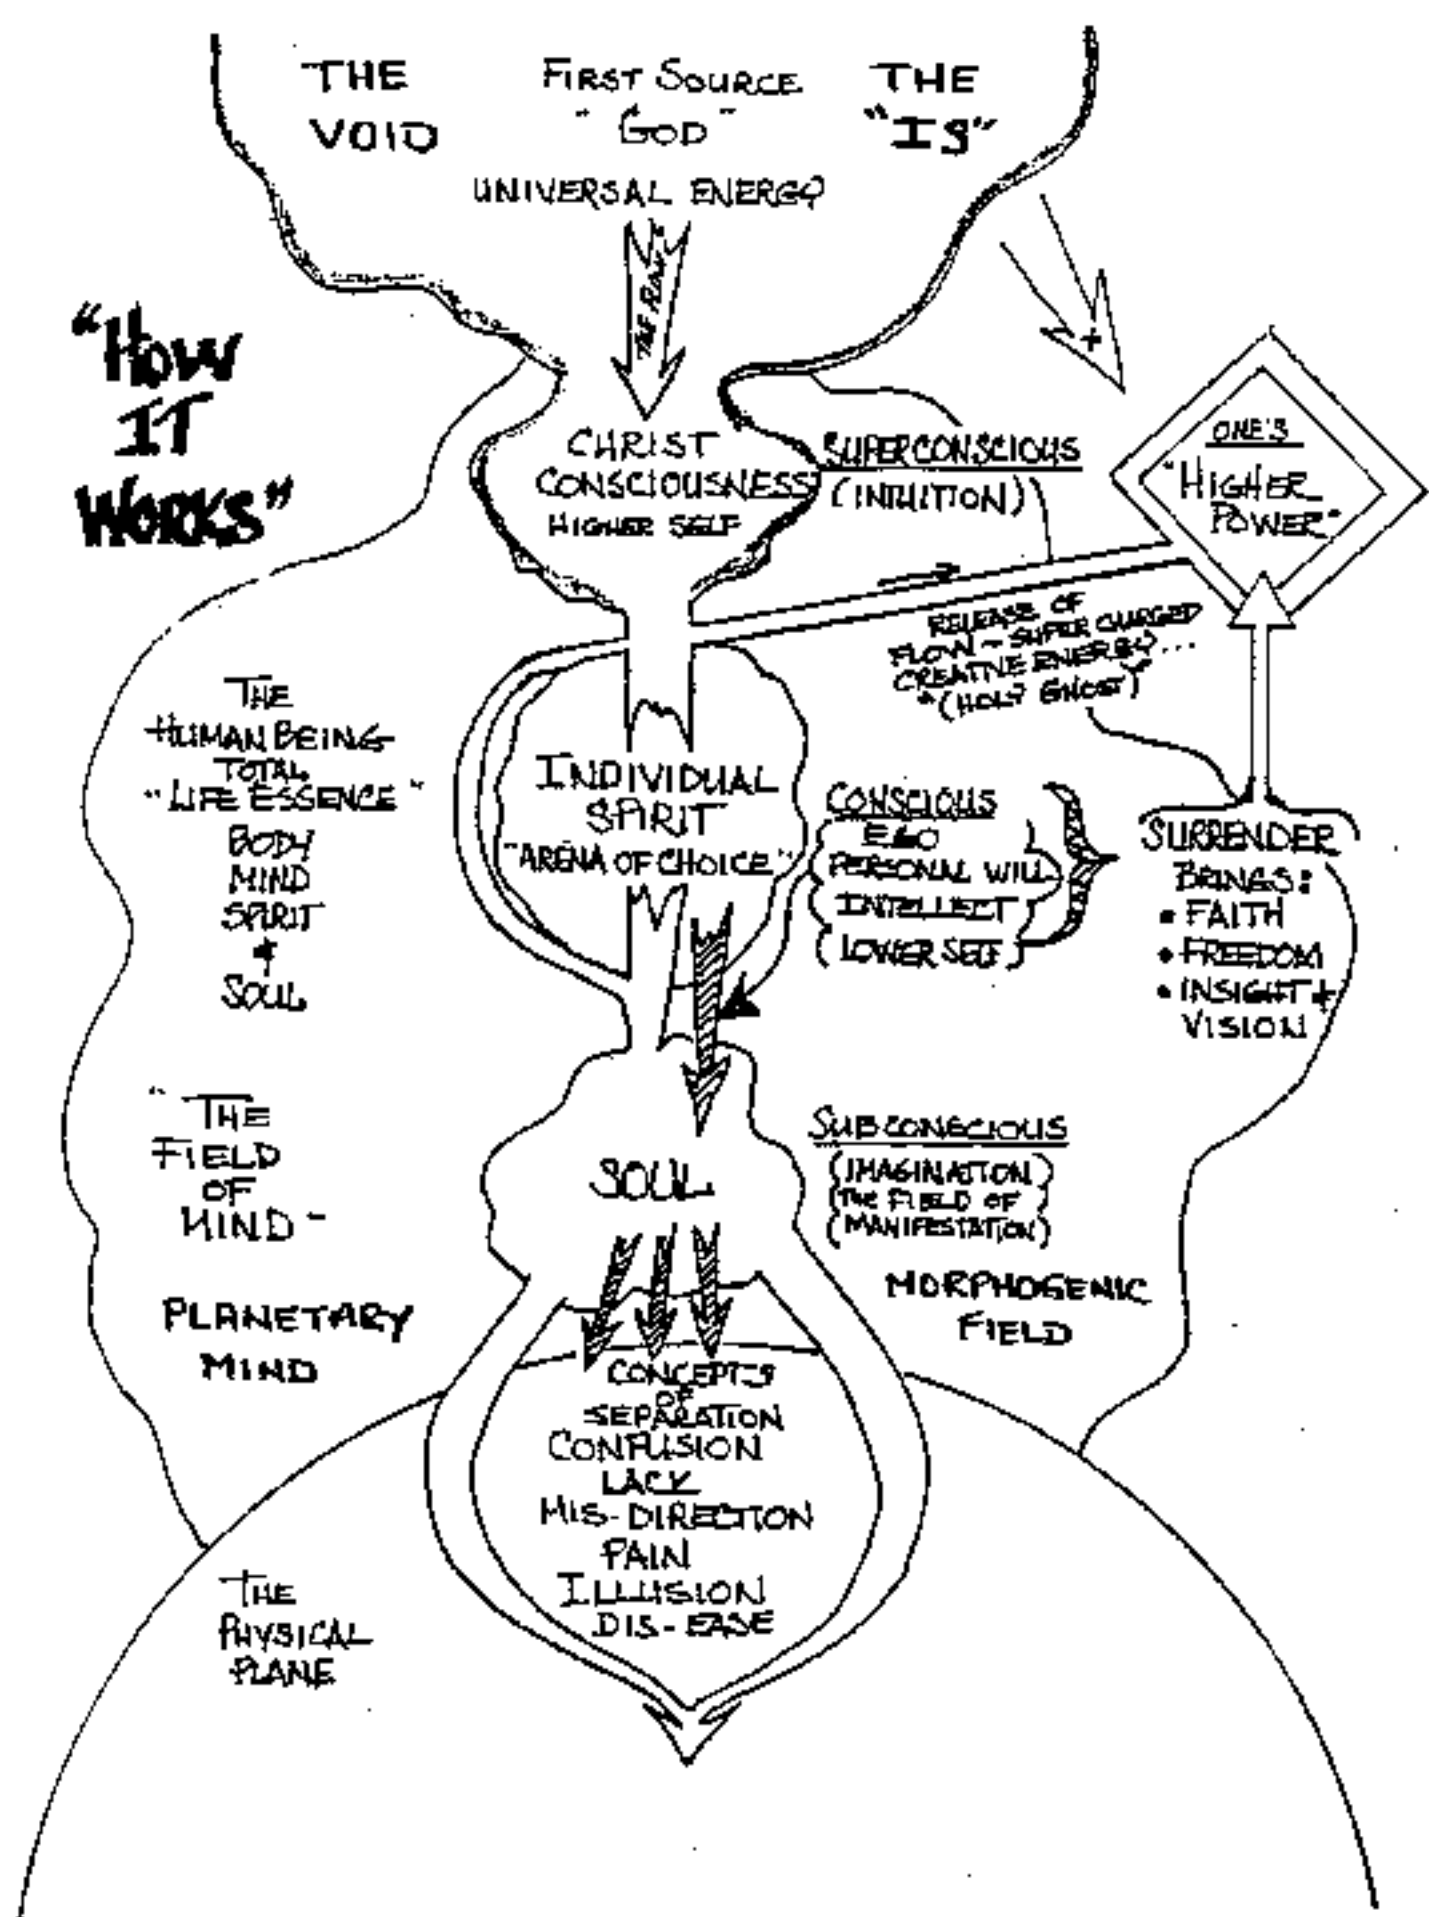 THE
VOID
FIRST SOURCE
"GOD"
UNIVERSAL ENERGY
THE
"IS"
THE RAY
"HOW
IT
WORKS"
+
CHRIST
CONSCIOUSNESS
HIGHER SELF
SUPERCONSCIOUS
(INTUITION)
ONE'S
"HIGHER
POWER"
RELEASE OF
FLOW - SUPER CHARGED
CREATIVE ENERGY...
"(HOLY GHOST)"
THE
HUMAN BEING
TOTAL
"LIFE ESSENCE"
BODY
MIND
SPIRIT
+
SOUL
INDIVIDUAL
SPIRIT
"ARENA OF CHOICE"
CONSCIOUS
EGO
PERSONAL WILL
INTELLECT
(LOWER SELF)
SURRENDER
BRINGS:
• FAITH
• FREEDOM
• INSIGHT +
VISION
"THE
FIELD
OF
MIND"
PLANETARY
MIND
SOUL
SUBCONSCIOUS
(IMAGINATION)
(THE FIELD OF
(MANIFESTATION)
MORPHOGENIC
FIELD
CONCEPTS
OF
SEPARATION
CONFUSION
LACK
MIS-DIRECTION
PAIN
ILLUSION
DIS-EASE
THE
PHYSICAL
PLANE